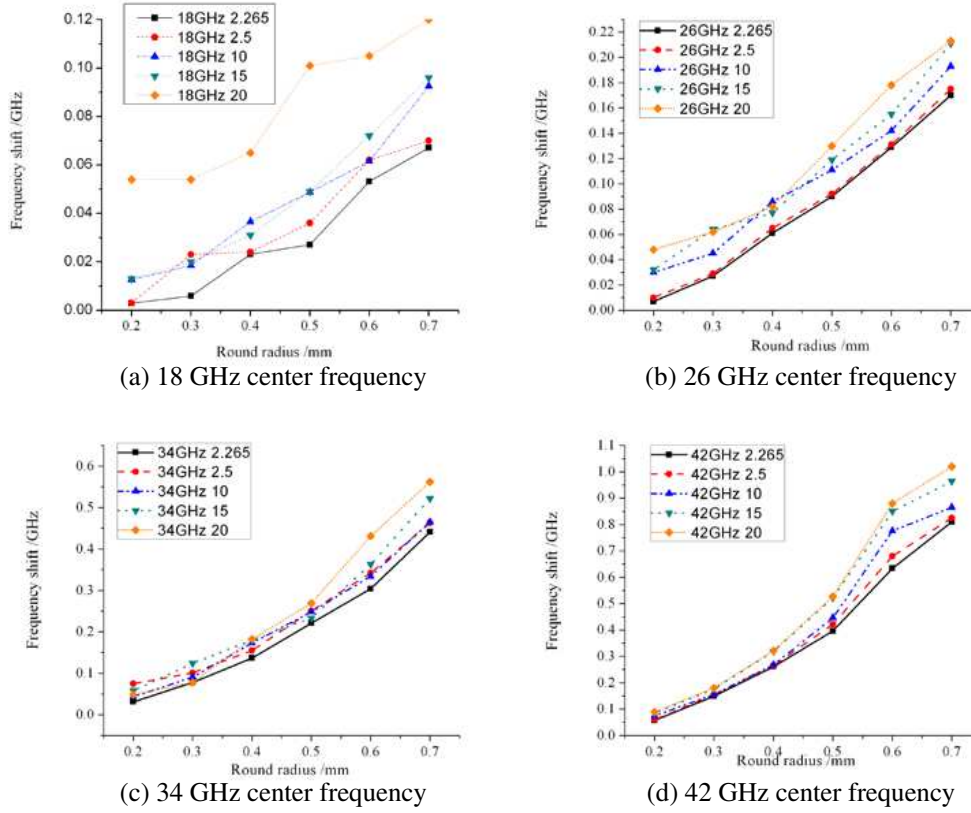 0.12
0.10
0.08
0.06
0.04
0.02
0.00
Frequency shift /GHz
18GHz 2.265
18GHz 2.5
18GHz 10
18GHz 15
18GHz 20
0.2 0.3 0.4 0.5 0.6 0.7
Round radius /mm
(a) 18 GHz center frequency
0.22
0.20
0.18
0.16
0.14
0.12
0.10
0.08
0.06
0.04
0.02
0.00
Frequency shift /GHz
26GHz 2.265
26GHz 2.5
26GHz 10
26GHz 15
26GHz 20
0.2 0.3 0.4 0.5 0.6 0.7
Round radius /mm
(b) 26 GHz center frequency
0.6
0.5
0.4
0.3
0.2
0.1
0.0
Frequency shift /GHz
34GHz 2.265
34GHz 2.5
34GHz 10
34GHz 15
34GHz 20
0.2 0.3 0.4 0.5 0.6 0.7
Round radius /mm
(c) 34 GHz center frequency
1.1
1.0
0.9
0.8
0.7
0.6
0.5
0.4
0.3
0.2
0.1
0.0
Frequency shift /GHz
42GHz 2.265
42GHz 2.5
42GHz 10
42GHz 15
42GHz 20
0.2 0.3 0.4 0.5 0.6 0.7
Round radius /mm
(d) 42 GHz center frequency